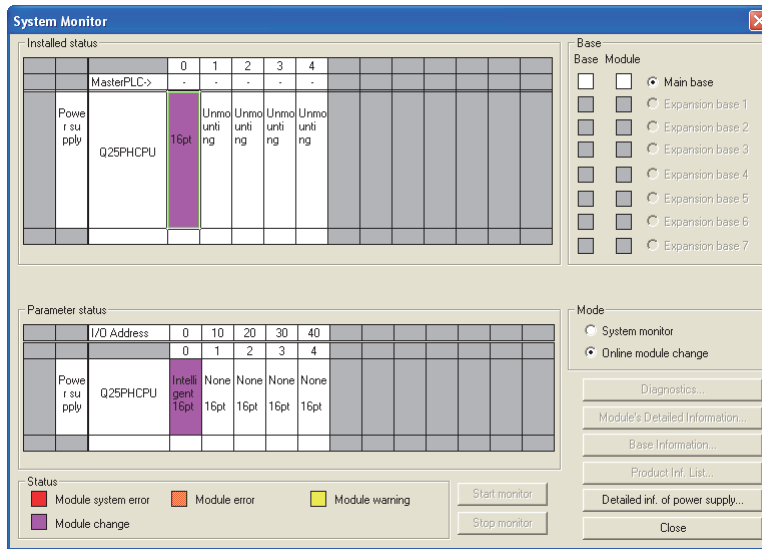 System Monitor
Installed status
0 1 2 3 4
MasterPLC-> - - - - -
Powe
r su
pply
Q25PHCPU
16pt
Unmo
unti
ng
Unmo
unti
ng
Unmo
unti
ng
Unmo
unti
ng
Base
Base Module
Main base
Expansion base 1
Expansion base 2
Expansion base 3
Expansion base 4
Expansion base 5
Expansion base 6
Expansion base 7
Parameter status
I/O Address 0 10 20 30 40
0 1 2 3 4
Powe
r su
pply
Q25PHCPU
Intelli
gent
16pt
None
16pt
None
16pt
None
16pt
None
16pt
Mode
System monitor
Online module change
Diagnostics...
Module's Detailed Information...
Base Information...
Product Inf. List...
Detailed inf. of power supply...
Close
Status
Module system error
Module error
Module warning
Module change
Start monitor
Stop monitor